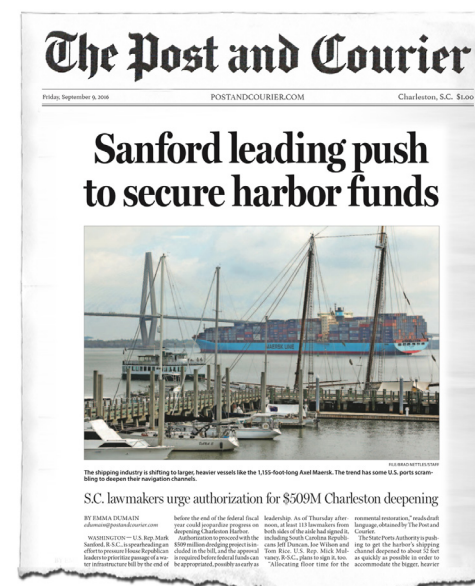 The Post and Courier
Friday, September 9, 2016 POSTANDCOURIER.COM Charleston, S.C. $1.00
Sanford leading push
to secure harbor funds
MAERSK LINE
FILE/BRAD NETTLES/STAFF
The shipping industry is shifting to larger, heavier vessels like the 1,155-foot-long Axel Maersk. The trend has some U.S. ports scram-
bling to deepen their navigation channels.
S.C. lawmakers urge authorization for $509M Charleston deepening
BY EMMA DUMAIN
edumain@postandcourier.com
WASHINGTON — U.S. Rep. Mark
Sanford, R-S.C., is spearheading an
effort to pressure House Republican
leaders to prioritize passage of a wa-
ter infrastructure bill by the end of
before the end of the federal fiscal
year could jeopardize progress on
deepening Charleston Harbor.
Authorization to proceed with the
$509 million dredging project is in-
cluded in the bill, and the approval
is required before federal funds can
be appropriated, possibly as early as
leadership. As of Thursday after-
noon, at least 113 lawmakers from
both sides of the aisle had signed it,
including South Carolina Republi-
cans Jeff Duncan, Joe Wilson and
Tom Rice. U.S. Rep. Mick Mul-
vaney, R-S.C., plans to sign it, too.
"Allocating floor time for the
ronmental restoration," reads draft
language, obtained by The Post and
Courier.
The State Ports Authority is push-
ing to get the harbor's shipping
channel deepened to about 52 feet
as quickly as possible in order to
accommodate the bigger, heavier